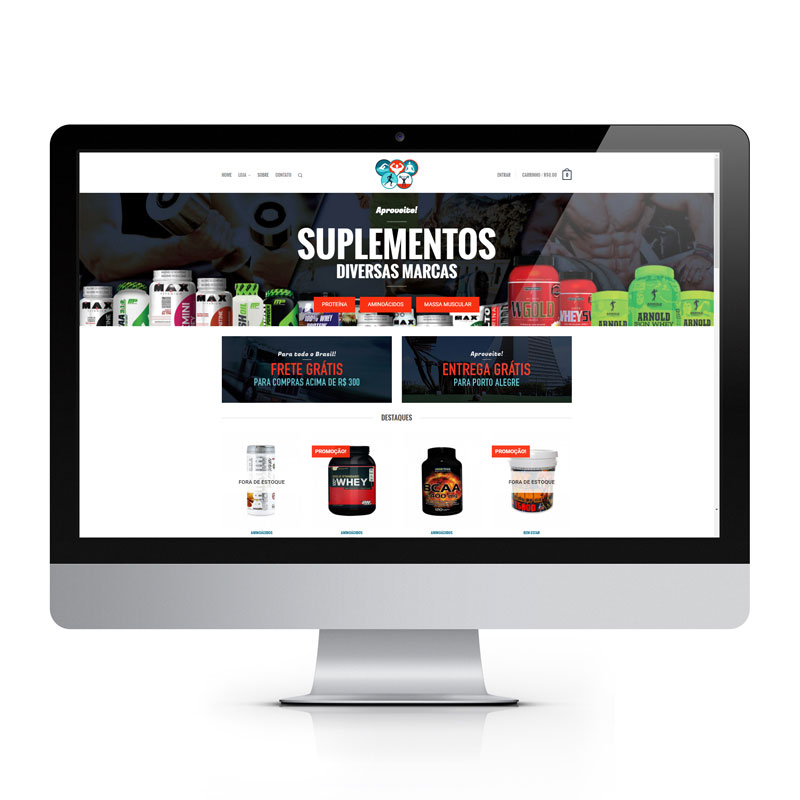 HOME LOJA SOBRE CONTATO
ENTRAR CARRINHO / R$0.00 0
Aproveite!
SUPLEMENTOS
DIVERSAS MARCAS
PROTEÍNA AMINOÁCIDOS MASSA MUSCULAR
MAX
MAX
MAX
MAX
WHEY
GOLD
WHEY
ARNOLD
IRON WHEY
ARNOLD
Para todo o Brasil!
FRETE GRÁTIS
PARA COMPRAS ACIMA DE R$ 300
Aproveite!
ENTREGA GRÁTIS
PARA PORTO ALEGRE
DESTAQUES
FORA DE ESTOQUE
PROMOÇÃO!
WHEY
BCAA
PROMOÇÃO!
FORA DE ESTOQUE
AMINOÁCIDOS AMINOÁCIDOS AMINOÁCIDOS BEM ESTAR